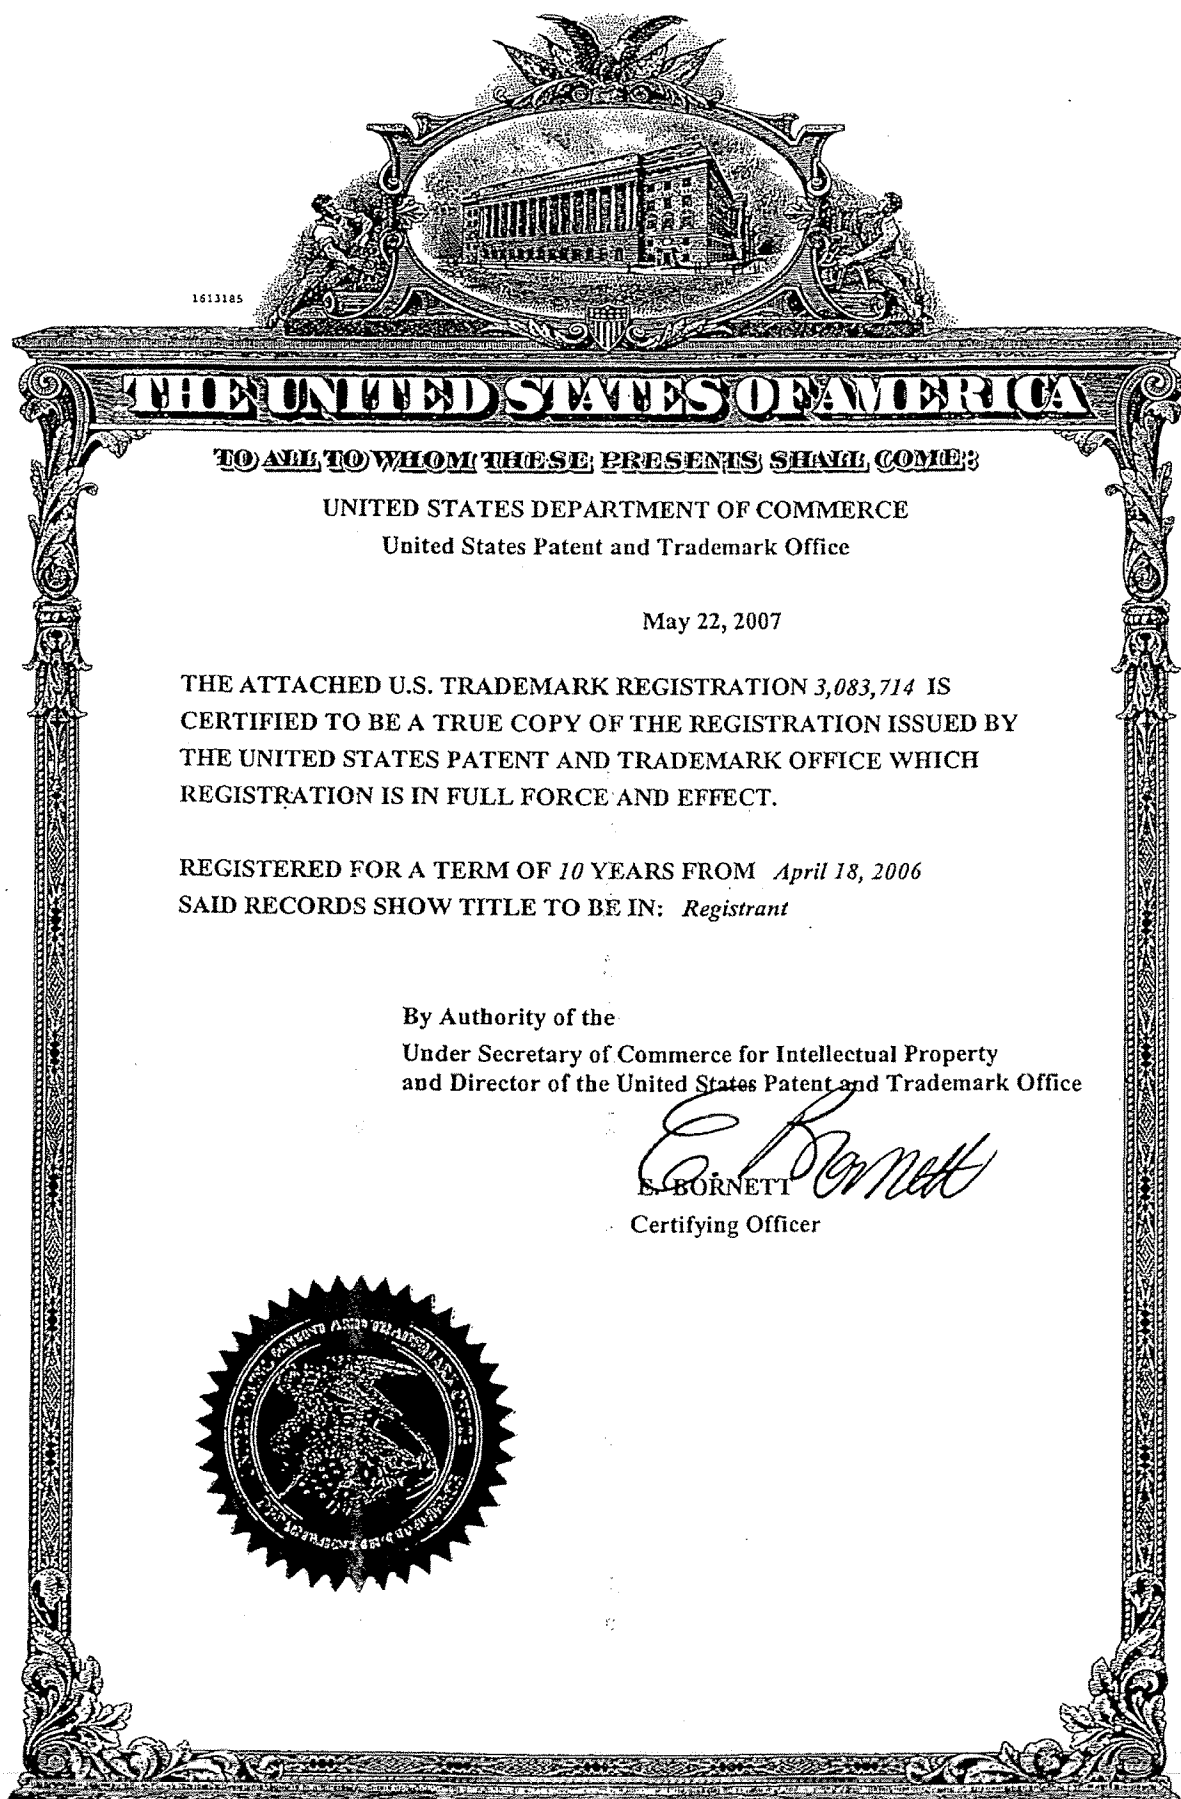 1613185
THE UNITED STATES OF AMERICA
TO ALL TO WHOM THESE PRESENTS SHALL COME:
UNITED STATES DEPARTMENT OF COMMERCE
United States Patent and Trademark Office
May 22, 2007
THE ATTACHED U.S. TRADEMARK REGISTRATION 3,083,714 IS
CERTIFIED TO BE A TRUE COPY OF THE REGISTRATION ISSUED BY
THE UNITED STATES PATENT AND TRADEMARK OFFICE WHICH
REGISTRATION IS IN FULL FORCE AND EFFECT.
REGISTERED FOR A TERM OF 10 YEARS FROM April 18, 2006
SAID RECORDS SHOW TITLE TO BE IN: Registrant
By Authority of the
Under Secretary of Commerce for Intellectual Property
and Director of the United States Patent and Trademark Office
E. Bornett
E. BORNETT
Certifying Officer
PATENT AND TRADEMARK